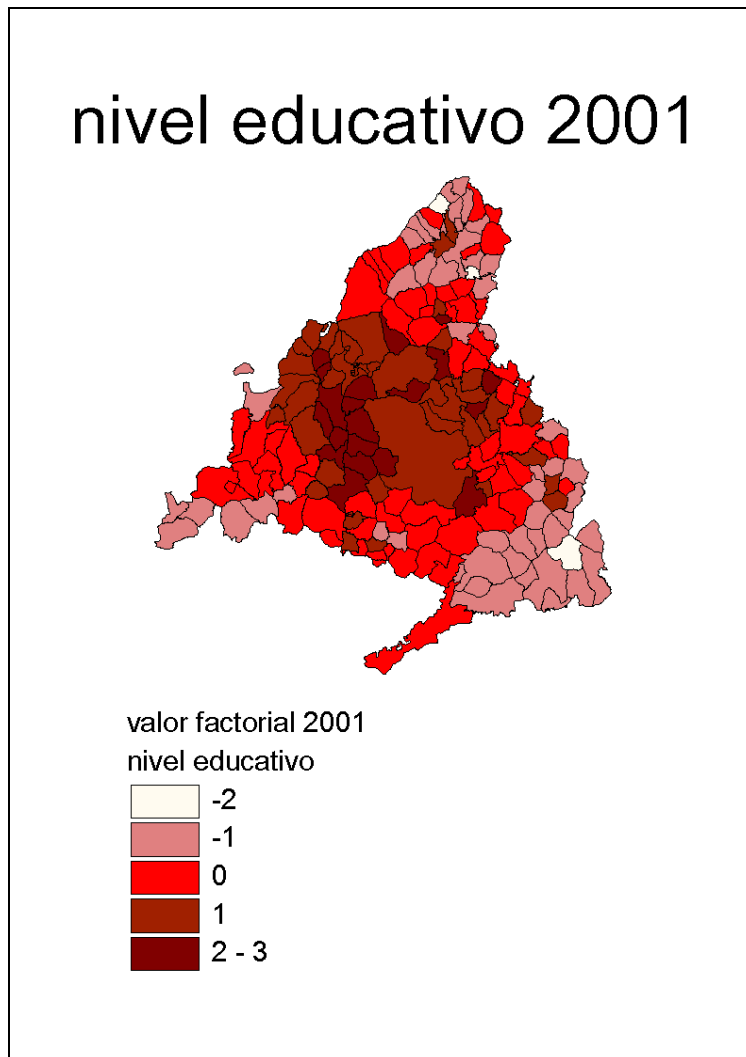 nivel educativo 2001
valor factorial 2001
nivel educativo
-2
-1
0
1
2 - 3